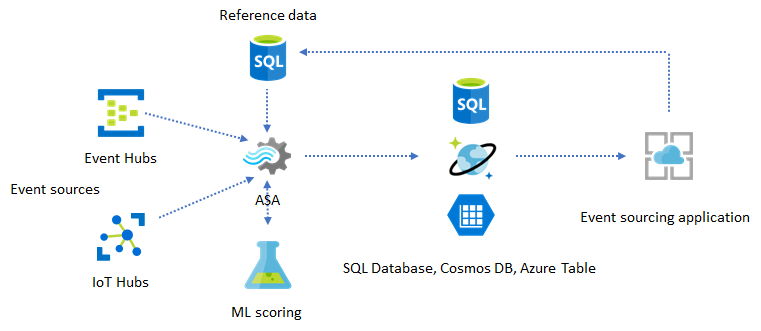 Reference data
SQL
SQL
Event Hubs
Event sources
ASA
Event sourcing application
IoT Hubs
SQL Database, Cosmos DB, Azure Table
ML scoring